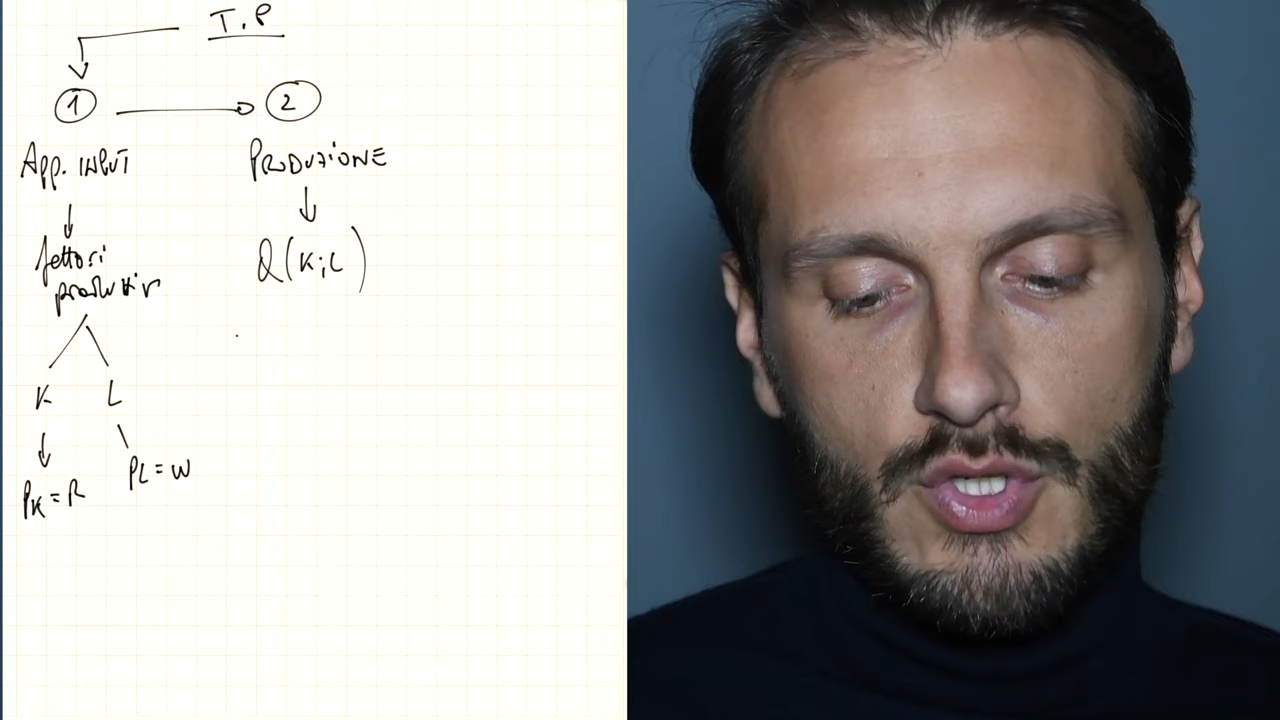 T.P
1
2
App. INPUT
PRODUZIONE
fattori
produttivi
Q(K;L)
K
L
PK=R
PL=W